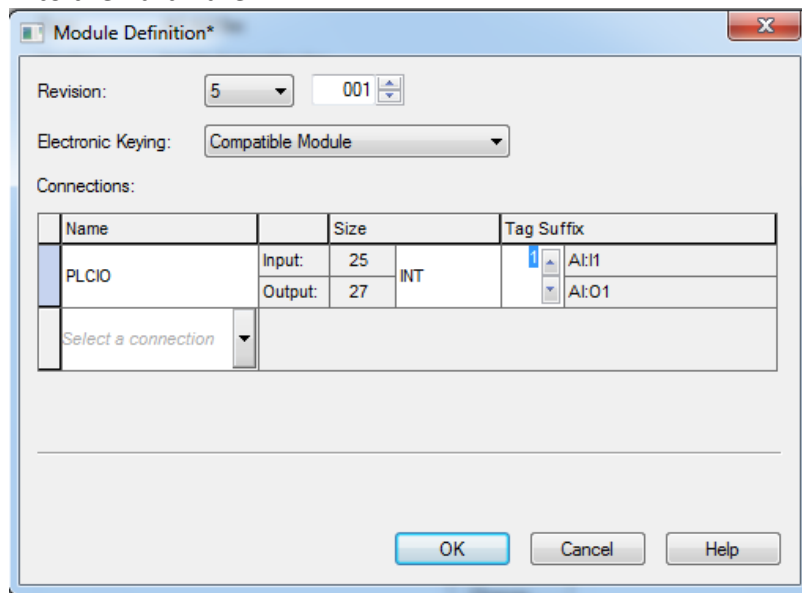 Module Definition*
Revision: 5 001
Electronic Keying: Compatible Module
Connections:
Name Size Tag Suffix
PLCIO Input: 25 INT 1 AI:I1
Output: 27 AI:O1
Select a connection
OK Cancel Help